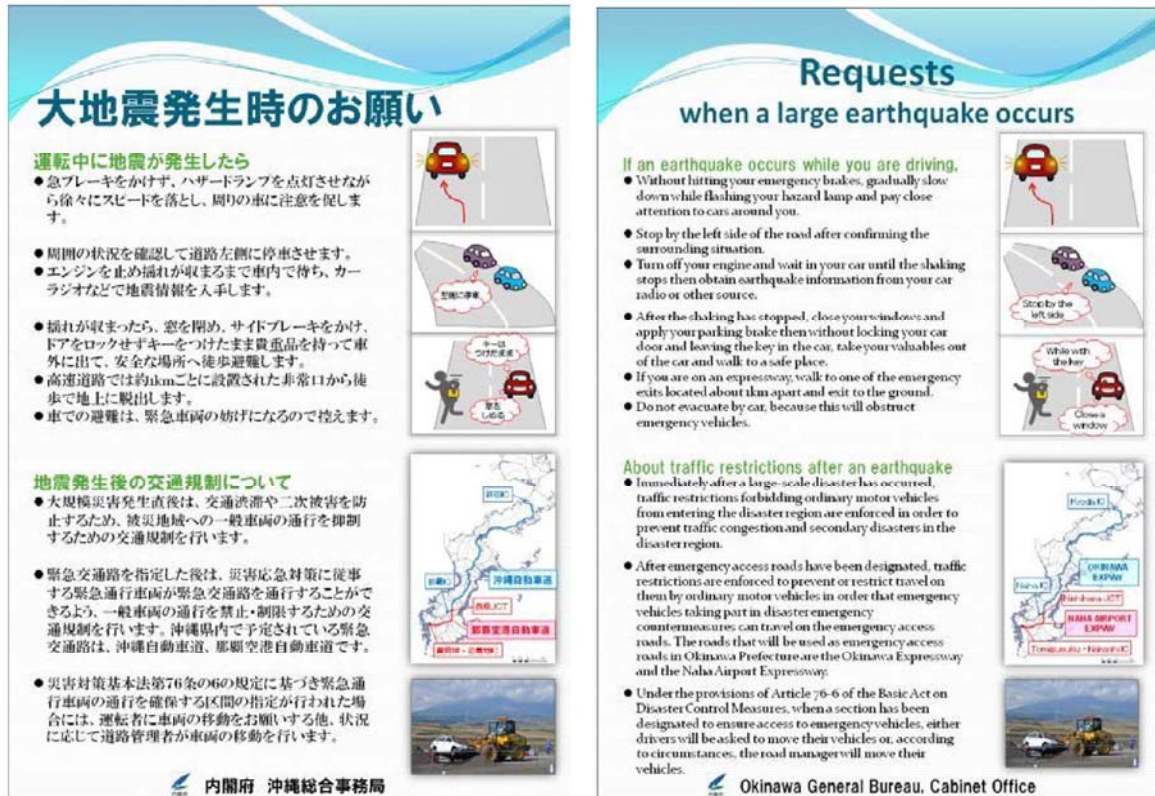 大地震発生時のお願い
運転中に地震が発生したら
●急ブレーキをかけず、ハザードランプを点灯させなが
ら徐々にスピードを落とし、周りの車に注意を促しま
す。
●周囲の状況を確認して道路左側に停車させます。
●エンジンを止め揺れが収まるまで車内で待ち、カー
ラジオなどで地震情報を入手します。
●揺れが収まったら、窓を閉め、サイドブレーキをかけ、
ドアをロックせずキーをつけたまま貴重品を持って車
外に出て、安全な場所へ徒歩避難します。
●高速道路では約1kmごとに設置された非常口から徒
歩で地上に脱出します。
●車での避難は、緊急車両の妨げになるので控えます。
左側に停車
キーは
つけたまま
窓を
しめる
地震発生後の交通規制について
●大規模災害発生直後は、交通渋滞や二次被害を防
止するため、被災地域への一般車両の通行を抑制
するための交通規制を行います。
●緊急交通路を指定した後は、災害応急対策に従事
する緊急通行車両が緊急交通路を通行することがで
きるよう、一般車両の通行を禁止・制限するための交
通規制を行います。沖縄県内で予定されている緊急
交通路は、沖縄自動車道、那覇空港自動車道です。
●災害対策基本法第76条の6の規定に基づき緊急通
行車両の通行を確保する区間の指定が行われた場
合には、運転者に車両の移動をお願いする他、状況
に応じて道路管理者が車両の移動を行います。
沖縄自動車道
那覇空港自動車道
内閣府 沖縄総合事務局
Requests
when a large earthquake occurs
If an earthquake occurs while you are driving,
● Without hitting your emergency brakes, gradually slow
down while flashing your hazard lamp and pay close
attention to cars around you.
● Stop by the left side of the road after confirming the
surrounding situation.
● Turn off your engine and wait in your car until the shaking
stops then obtain earthquake information from your car
radio or other source.
● After the shaking has stopped, close your windows and
apply your parking brake then without locking your car
door and leaving the key in the car, take your valuables out
of the car and walk to a safe place.
● If you are on an expressway, walk to one of the emergency
exits located about 1km apart and exit to the ground.
● Do not evacuate by car, because this will obstruct
emergency vehicles.
Stop by the
left side
While with
the key
Close a
window
About traffic restrictions after an earthquake
● Immediately after a large-scale disaster has occurred,
traffic restrictions forbidding ordinary motor vehicles
from entering the disaster region are enforced in order to
prevent traffic congestion and secondary disasters in the
disaster region.
● After emergency access roads have been designated, traffic
restrictions are enforced to prevent or restrict travel on
them by ordinary motor vehicles in order that emergency
vehicles taking part in disaster emergency
countermeasures can travel on the emergency access
roads. The roads that will be used as emergency access
roads in Okinawa Prefecture are the Okinawa Expressway
and the Naha Airport Expressway.
● Under the provisions of Article 76-6 of the Basic Act on
Disaster Control Measures, when a section has been
designated to ensure access to emergency vehicles, either
drivers will be asked to move their vehicles or, according
to circumstances, the road manager will move their
vehicles.
Naha IC
OKINAWA
EXPWAY
NAHA AIRPORT
EXPWAY
Okinawa General Bureau, Cabinet Office